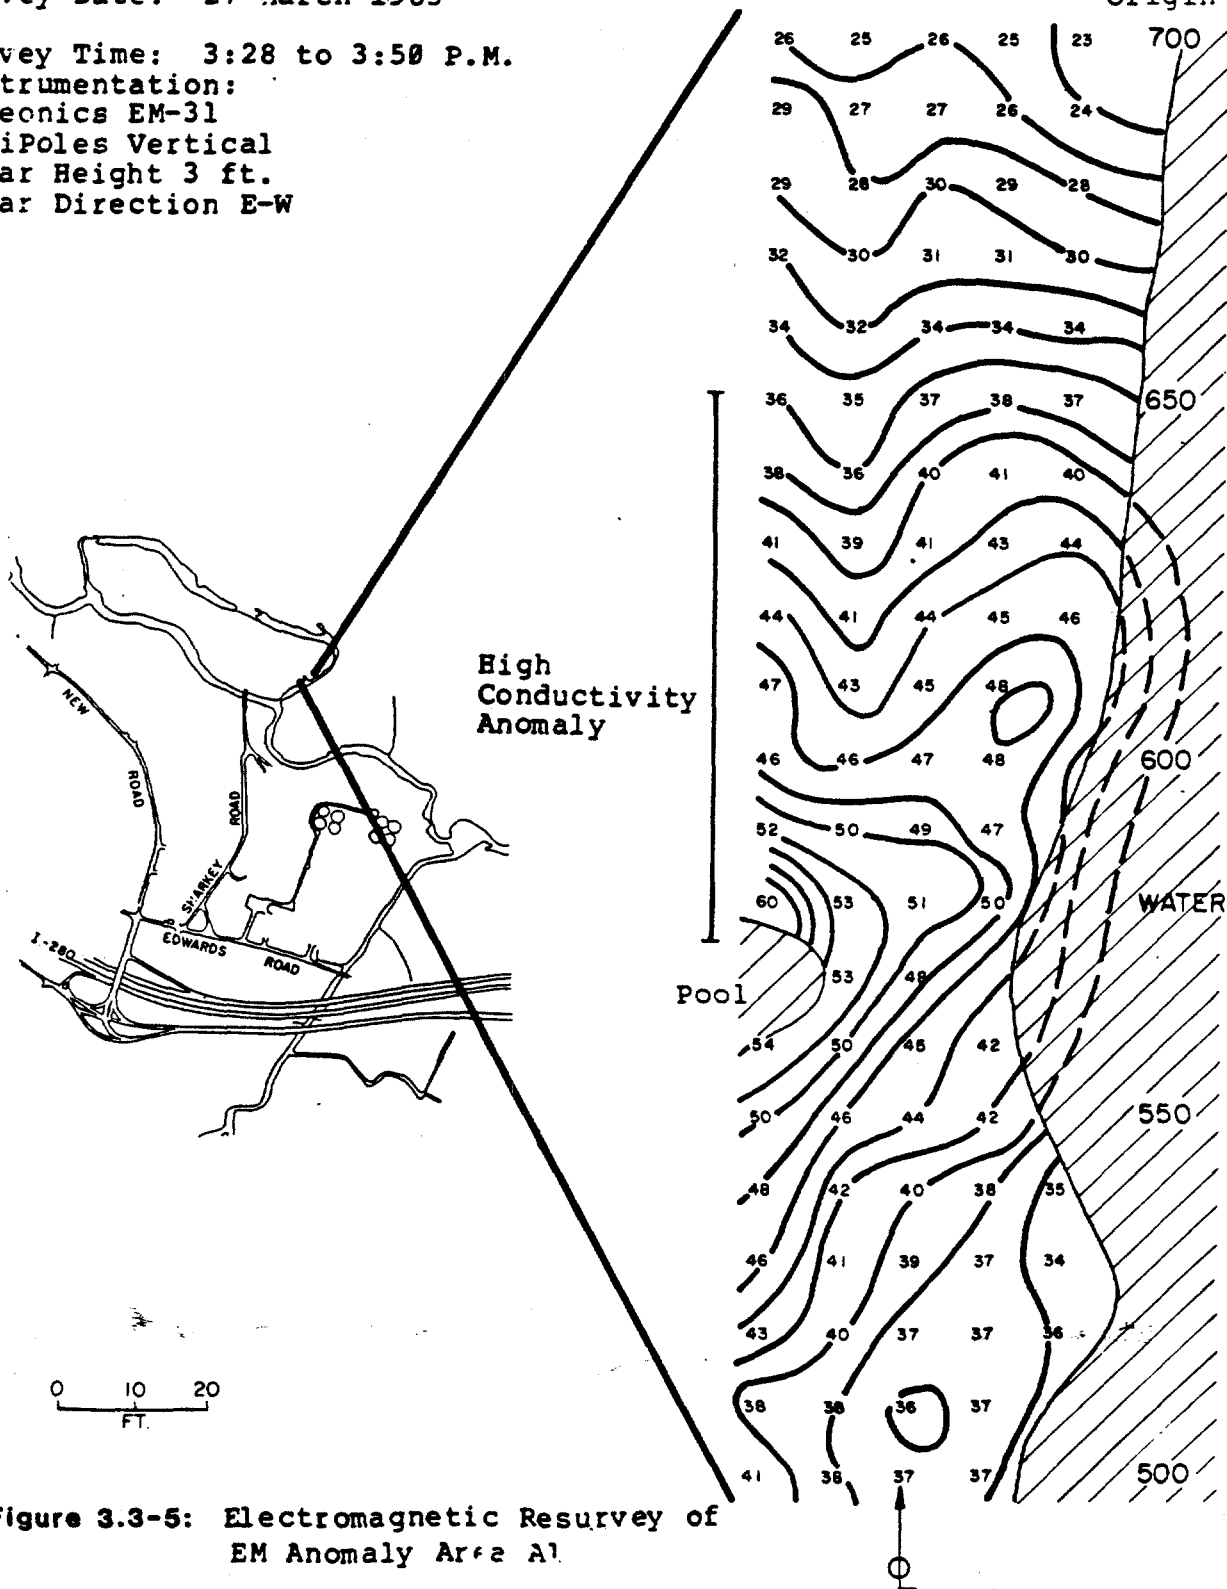 vey Date: 27 March 1985
Origin
vey Time: 3:28 to 3:50 P.M.
trumentation:
eonics EM-31
iPoles Vertical
ar Height 3 ft.
ar Direction E-W
26 25 26 25 23 700
29 27 27 26 24
29 28 30 29 28
32 30 31 31 30
34 32 34 34 34
36 35 37 38 37 650
38 36 40 41 40
41 39 41 43 44
44 41 44 45 46
High
Conductivity
Anomaly
47 43 45 48
46 46 47 48 600
52 50 49 47
60 53 51 50 WATER
53 48
Pool
54 50 45 42
50 46 44 42 550
48 42 40 38 35
46 41 39 37 34
43 40 37 37 36
38 38 36 37
41 38 37 37 500
NEW
ROAD
ROAD
SHARKEY
EDWARDS
ROAD
I-280
0 10 20
FT.
Figure 3.3-5: Electromagnetic Resurvey of
EM Anomaly Area A1